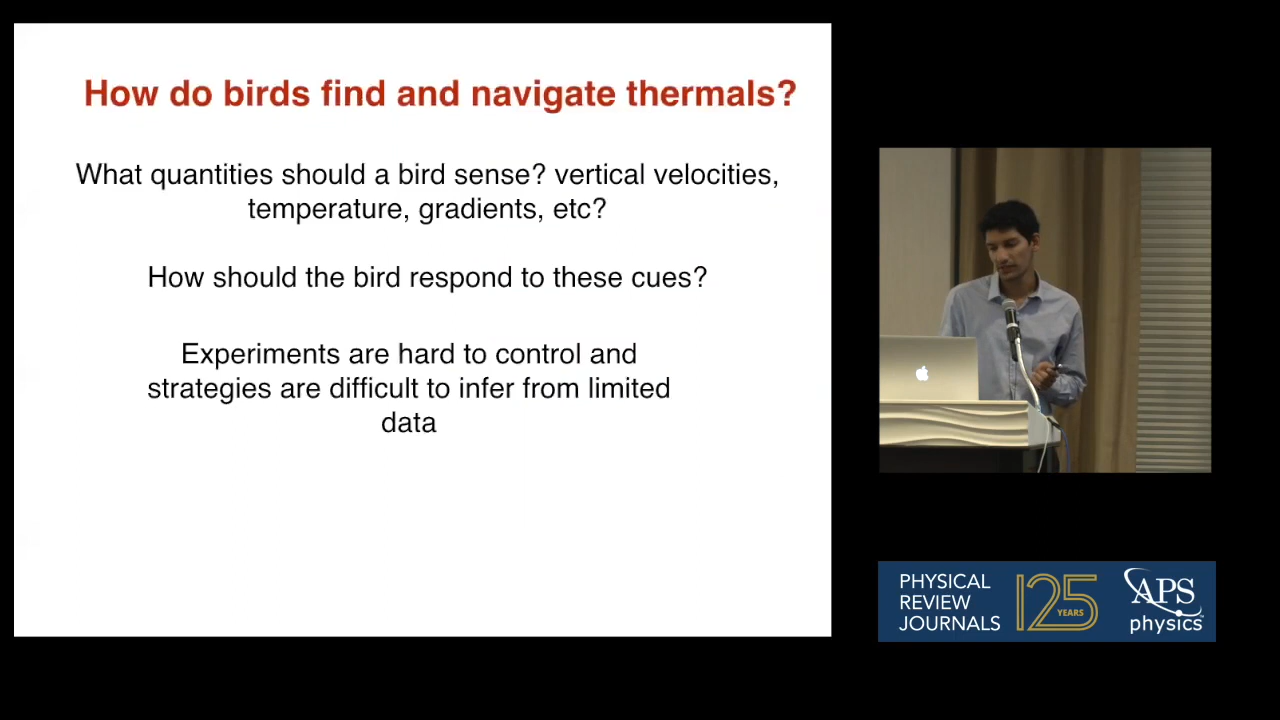 How do birds find and navigate thermals?
What quantities should a bird sense? vertical velocities,
temperature, gradients, etc?
How should the bird respond to these cues?
Experiments are hard to control and
strategies are difficult to infer from limited
data
PHYSICAL
REVIEW
JOURNALS
125
YEARS
APS
physics